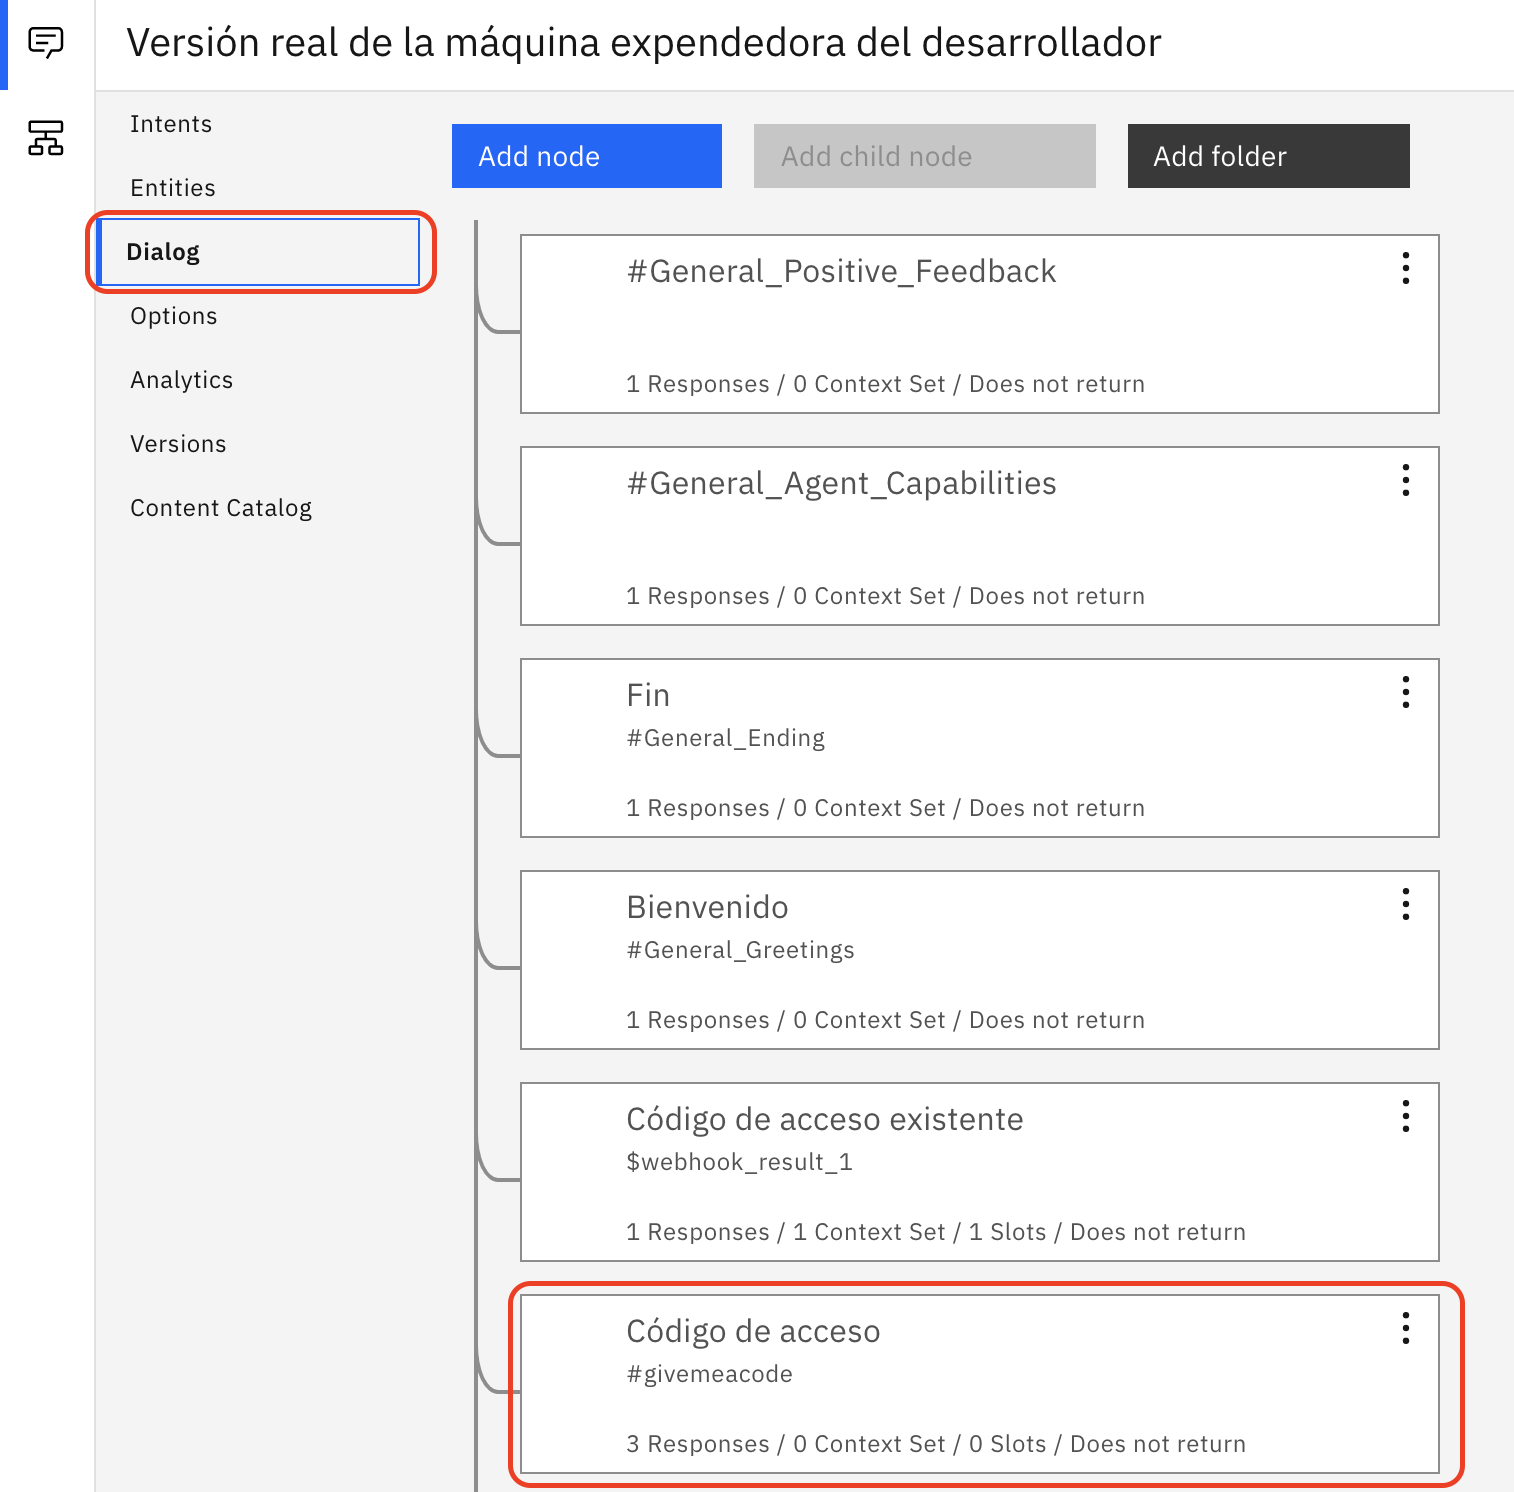 Versión real de la máquina expendedora del desarrollador
Intents
Entities
Dialog
Options
Analytics
Versions
Content Catalog
Add node
Add child node
Add folder
#General_Positive_Feedback
1 Responses / 0 Context Set / Does not return
#General_Agent_Capabilities
1 Responses / 0 Context Set / Does not return
Fin
#General_Ending
1 Responses / 0 Context Set / Does not return
Bienvenido
#General_Greetings
1 Responses / 0 Context Set / Does not return
Código de acceso existente
$webhook_result_1
1 Responses / 1 Context Set / 1 Slots / Does not return
Código de acceso
#givemeacode
3 Responses / 0 Context Set / 0 Slots / Does not return